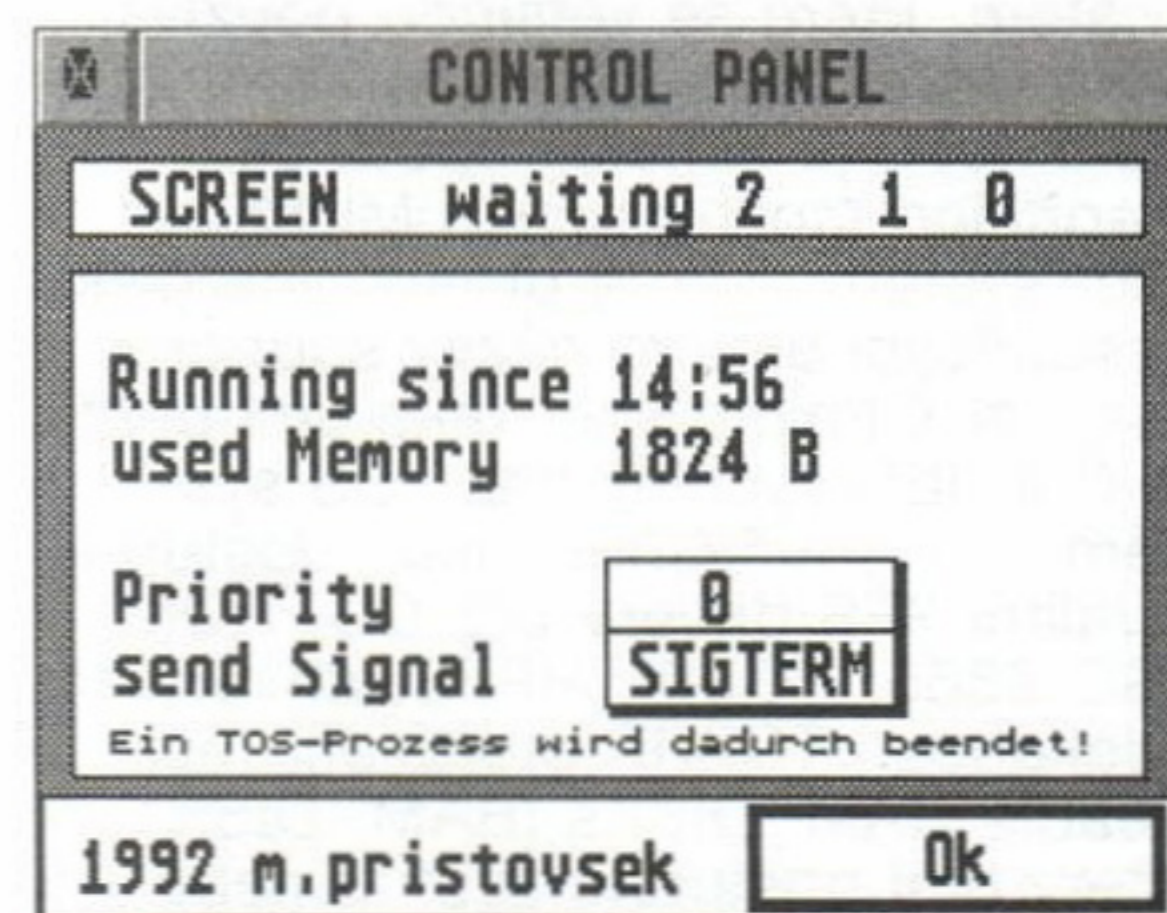 CONTROL PANEL
SCREEN waiting 2 1 0
Running since 14:56
used Memory 1824 B
Priority 0
send Signal SIGTERM
Ein TOS-Prozess wird dadurch beendet!
1992 m.pristovsek Ok